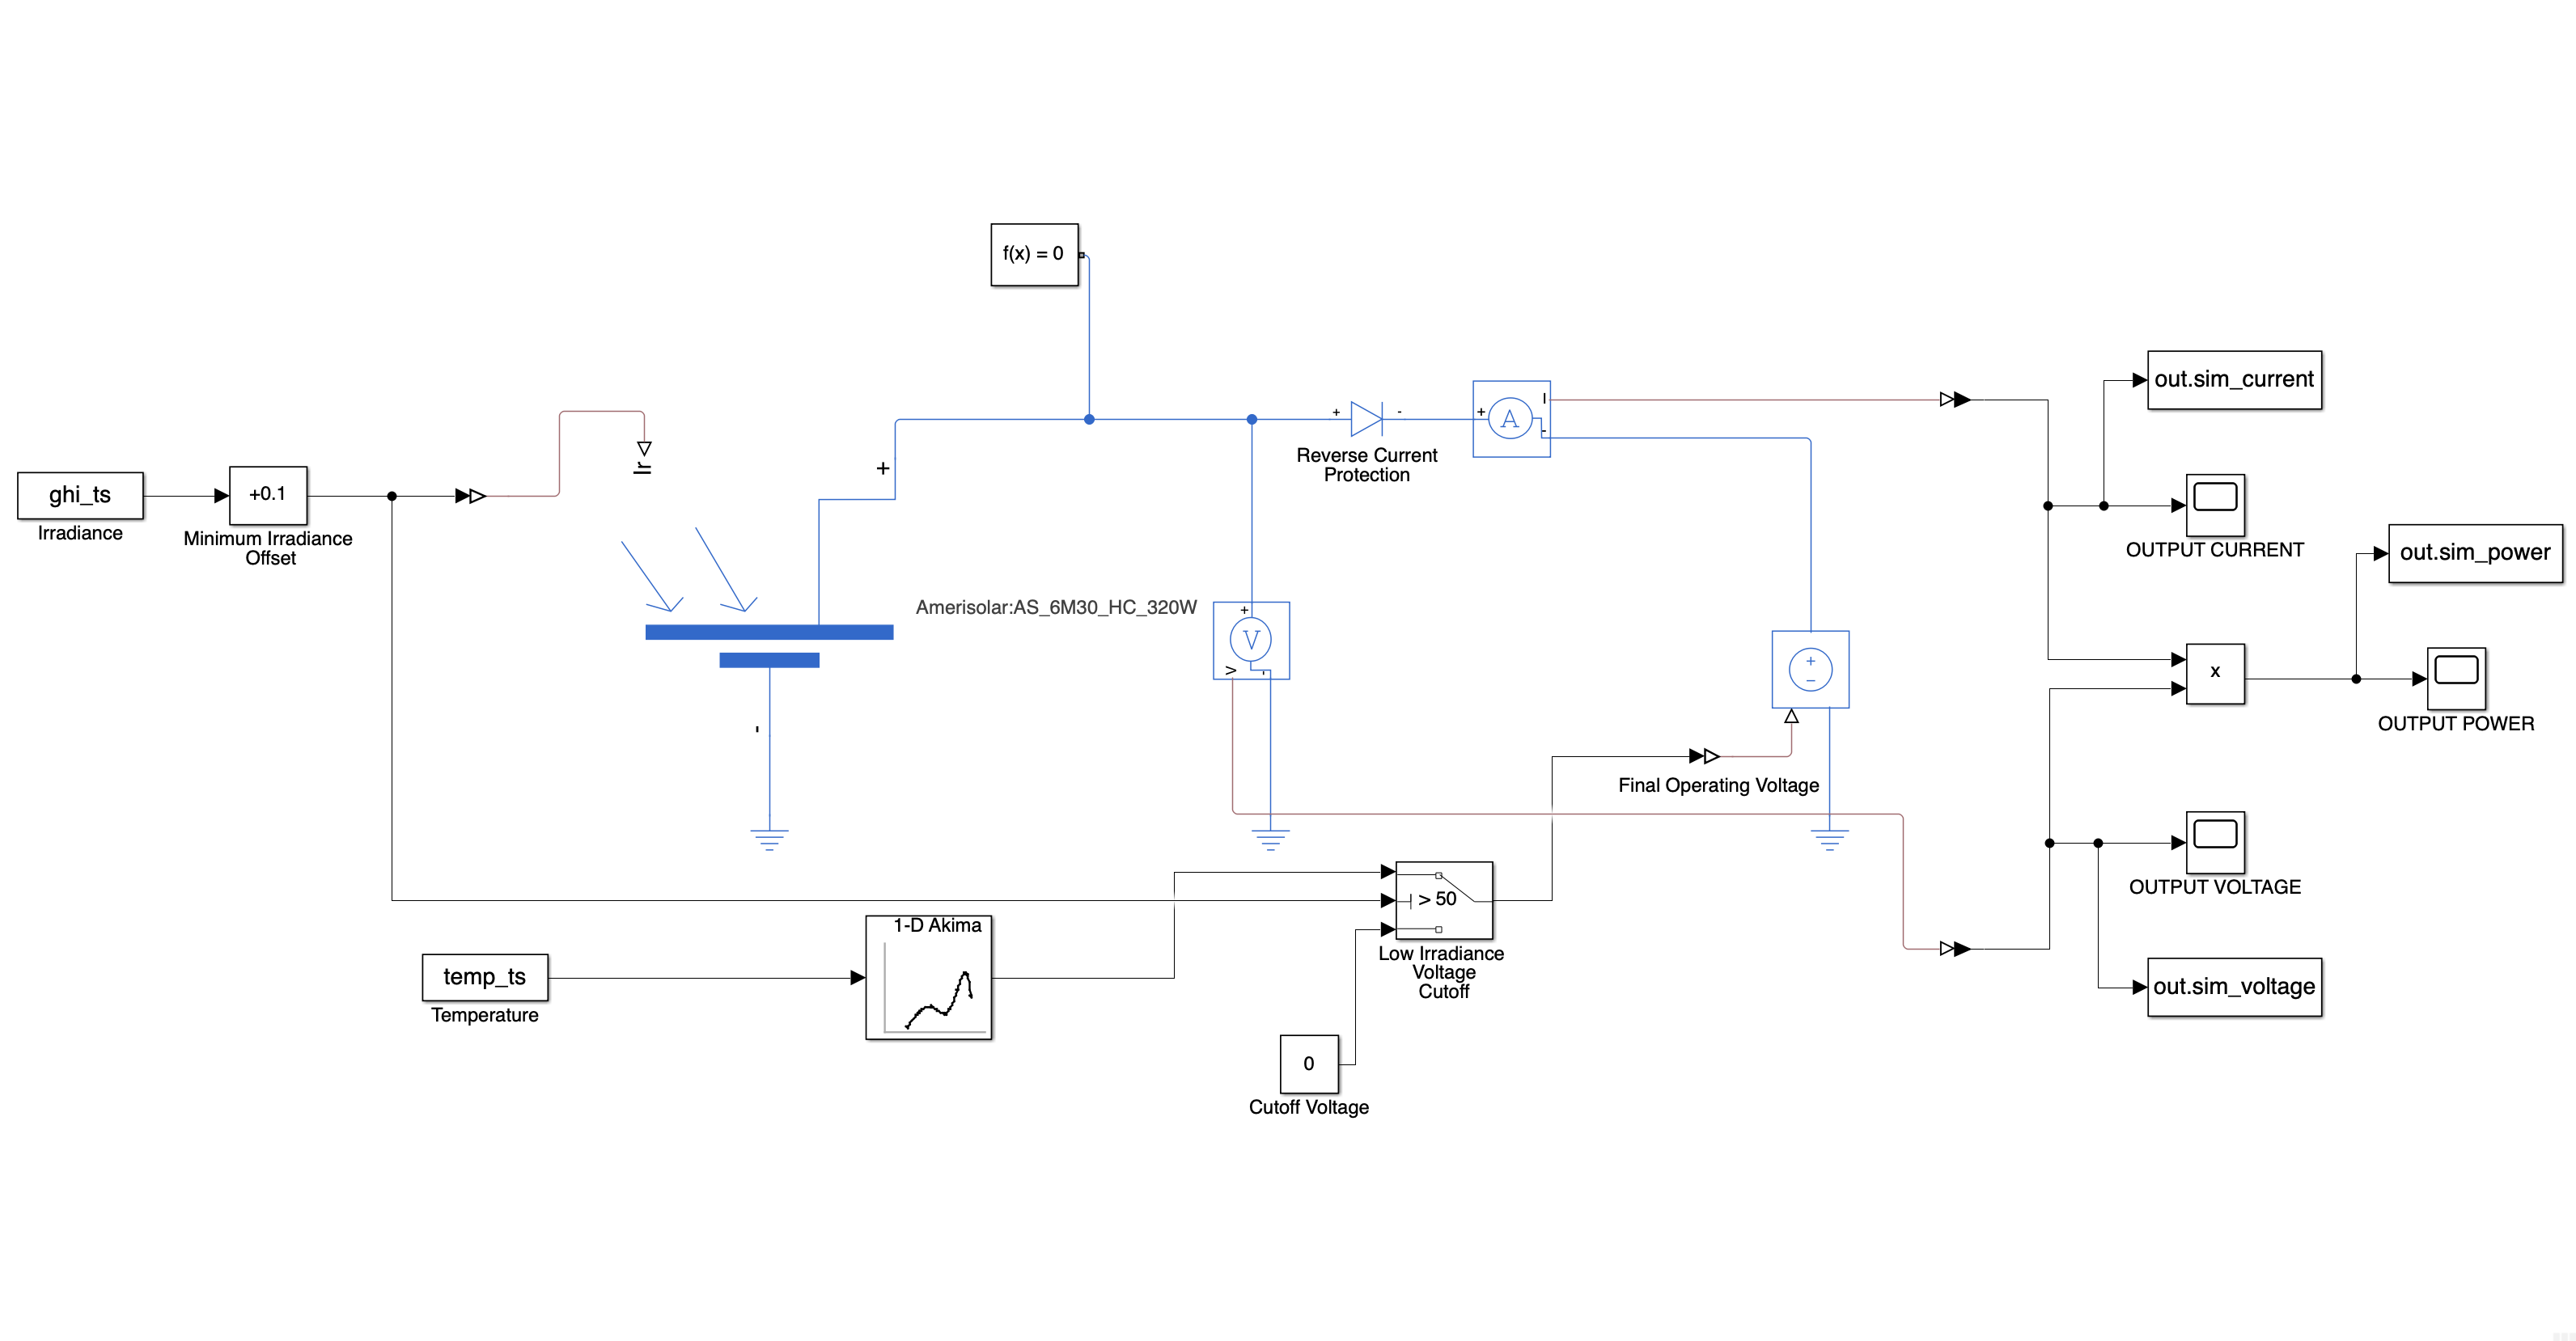 f(x) = 0
ghi_ts
Irradiance
+0.1
Minimum Irradiance
Offset
Ir
+
-
Amerisolar:AS_6M30_HC_320W
+
V
V
-
+
-
Reverse Current
Protection
+
A
I
-
+
−
Final Operating Voltage
temp_ts
Temperature
1-D Akima
> 50
Low Irradiance
Voltage
Cutoff
0
Cutoff Voltage
out.sim_current
OUTPUT CURRENT
out.sim_power
x
OUTPUT POWER
OUTPUT VOLTAGE
out.sim_voltage